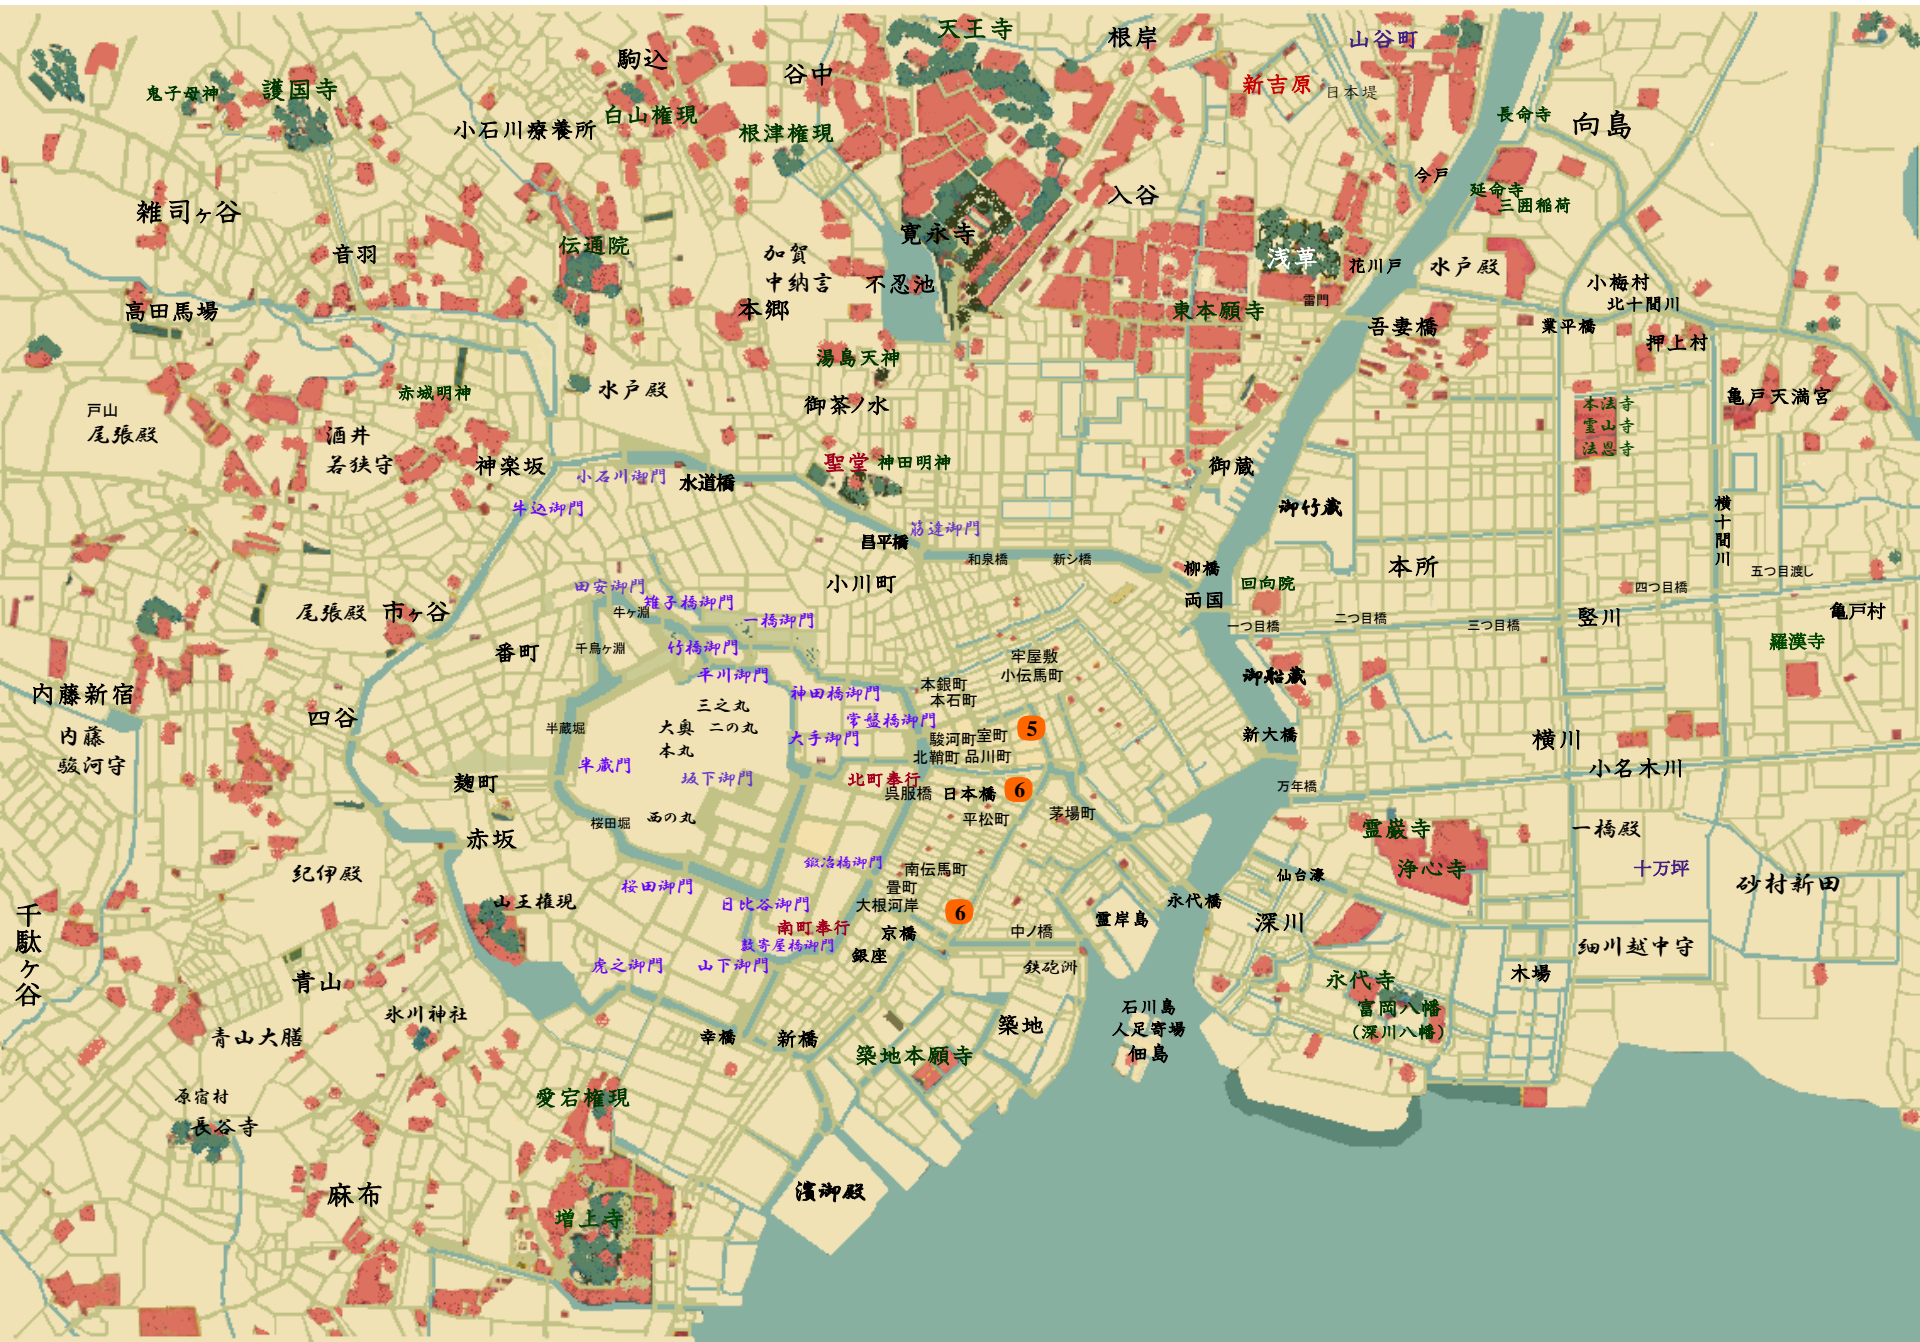 天王寺
根岸
山谷町
駒込
谷中
鬼子母神
護国寺
新吉原
日本堤
白山権現
長命寺
向島
小石川療養所
根津権現
今戸
延命寺
三囲稲荷
入谷
雑司ヶ谷
寛永寺
伝通院
音羽
加賀
中納言
浅草
花川戸
水戸殿
不忍池
小梅村
北十間川
本郷
東本願寺
雷門
高田馬場
吾妻橋
業平橋
押上村
湯島天神
赤城明神
水戸殿
亀戸天満宮
御茶ノ水
本法寺
霊山寺
法恩寺
戸山
尾張殿
酒井
若狭守
神楽坂
聖堂
神田明神
御蔵
小石川御門
水道橋
牛込御門
御竹蔵
横十間川
筋違御門
昌平橋
和泉橋
新シ橋
柳橋
本所
五つ目渡し
小川町
回向院
田安御門
四つ目橋
雉子橋御門
牛ヶ淵
両国
尾張殿
市ヶ谷
一橋御門
一つ目橋
二つ目橋
三つ目橋
竪川
亀戸村
羅漢寺
番町
千鳥ヶ淵
竹橋御門
牢屋敷
小伝馬町
平川御門
御船蔵
内藤新宿
神田橋御門
本銀町
本石町
四谷
三之丸
常盤橋御門
半蔵堀
大奥
二の丸
5
内藤
駿河守
大手御門
駿河町
室町
新大橋
横川
本丸
北鞘町
品川町
半蔵門
坂下御門
北町奉行
小名木川
麹町
呉服橋
日本橋
6
万年橋
桜田堀
西の丸
平松町
茅場町
霊巌寺
一橋殿
赤坂
鍛冶橋御門
南伝馬町
浄心寺
十万坪
紀伊殿
桜田御門
畳町
仙台濠
砂村新田
山王権現
日比谷御門
大根河岸
6
永代橋
千駄ヶ谷
南町奉行
霊岸島
深川
京橋
中ノ橋
数寄屋橋御門
銀座
細川越中守
虎之御門
山下御門
鉄砲洲
木場
青山
永代寺
石川島
人足寄場
佃島
富岡八幡
(深川八幡)
氷川神社
築地
青山大膳
幸橋
新橋
築地本願寺
原宿村
長谷寺
愛宕権現
麻布
濱御殿
増上寺